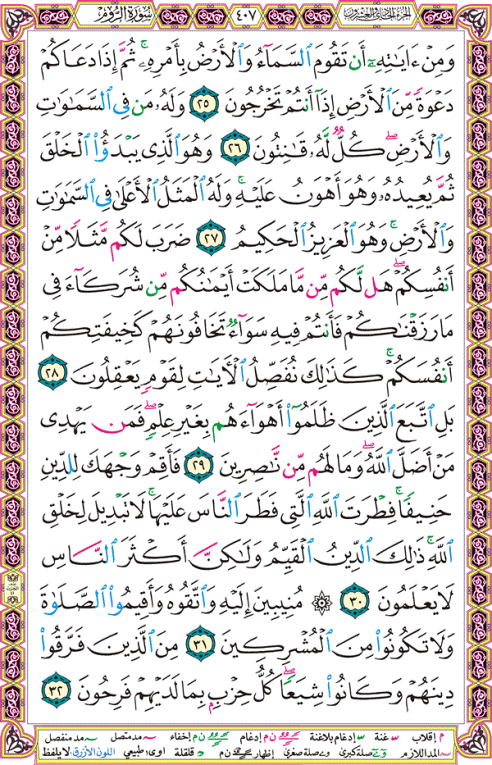 سُورَةُ الرُّومِ
٤٠٧
الجزء الحادي والعشرون
وَمِنْ ءَايَٰتِهِۦٓ أَن تَقُومَ ٱلسَّمَآءُ وَٱلْأَرْضُ بِأَمْرِهِۦ ۚ ثُمَّ إِذَا دَعَاكُمْ
دَعْوَةً مِّنَ ٱلْأَرْضِ إِذَآ أَنتُمْ تَخْرُجُونَ ٢٥ وَلَهُۥ مَن فِى ٱلسَّمَٰوَٰتِ
وَٱلْأَرْضِ ۖ كُلٌّ لَّهُۥ قَٰنِتُونَ ٢٦ وَهُوَ ٱلَّذِى يَبْدَؤُا۟ ٱلْخَلْقَ
ثُمَّ يُعِيدُهُۥ وَهُوَ أَهْوَنُ عَلَيْهِ ۚ وَلَهُ ٱلْمَثَلُ ٱلْأَعْلَىٰ فِى ٱلسَّمَٰوَٰتِ
وَٱلْأَرْضِ ۚ وَهُوَ ٱلْعَزِيزُ ٱلْحَكِيمُ ٢٧ ضَرَبَ لَكُم مَّثَلًا مِّنْ
أَنفُسِكُمْ ۖ هَل لَّكُم مِّن مَّا مَلَكَتْ أَيْمَٰنُكُم مِّن شُرَكَآءَ فِى
مَا رَزَقْنَٰكُمْ فَأَنتُمْ فِيهِ سَوَآءٌ تَخَافُونَهُمْ كَخِيفَتِكُمْ
أَنفُسَكُمْ ۚ كَذَٰلِكَ نُفَصِّلُ ٱلْءَايَٰتِ لِقَوْمٍ يَعْقِلُونَ ٢٨
بَلِ ٱتَّبَعَ ٱلَّذِينَ ظَلَمُوٓا۟ أَهْوَآءَهُم بِغَيْرِ عِلْمٍ ۖ فَمَن يَهْدِى
مَنْ أَضَلَّ ٱللَّهُ ۖ وَمَا لَهُم مِّن نَّٰصِرِينَ ٢٩ فَأَقِمْ وَجْهَكَ لِلدِّينِ
حَنِيفًا ۚ فِطْرَتَ ٱللَّهِ ٱلَّتِى فَطَرَ ٱلنَّاسَ عَلَيْهَا ۚ لَا تَبْدِيلَ لِخَلْقِ
ٱللَّهِ ۚ ذَٰلِكَ ٱلدِّينُ ٱلْقَيِّمُ وَلَٰكِنَّ أَكْثَرَ ٱلنَّاسِ
لَا يَعْلَمُونَ ٣٠ ۞ مُنِيبِينَ إِلَيْهِ وَٱتَّقُوهُ وَأَقِيمُوا۟ ٱلصَّلَوٰةَ
وَلَا تَكُونُوا۟ مِنَ ٱلْمُشْرِكِينَ ٣١ مِنَ ٱلَّذِينَ فَرَّقُوا۟
دِينَهُمْ وَكَانُوا۟ شِيَعًا ۖ كُلُّ حِزْبٍۭ بِمَا لَدَيْهِمْ فَرِحُونَ ٣٢
م إقلاب س غنة س إدغام بلاغنة ن م إدغام ن م إخفاء مد متصل مد منفصل
المد اللازم صلة كبرى وصلة صغرى إظهار ن م قلقلة اوى: طبيعي اللون الأزرق: لا يلفظ